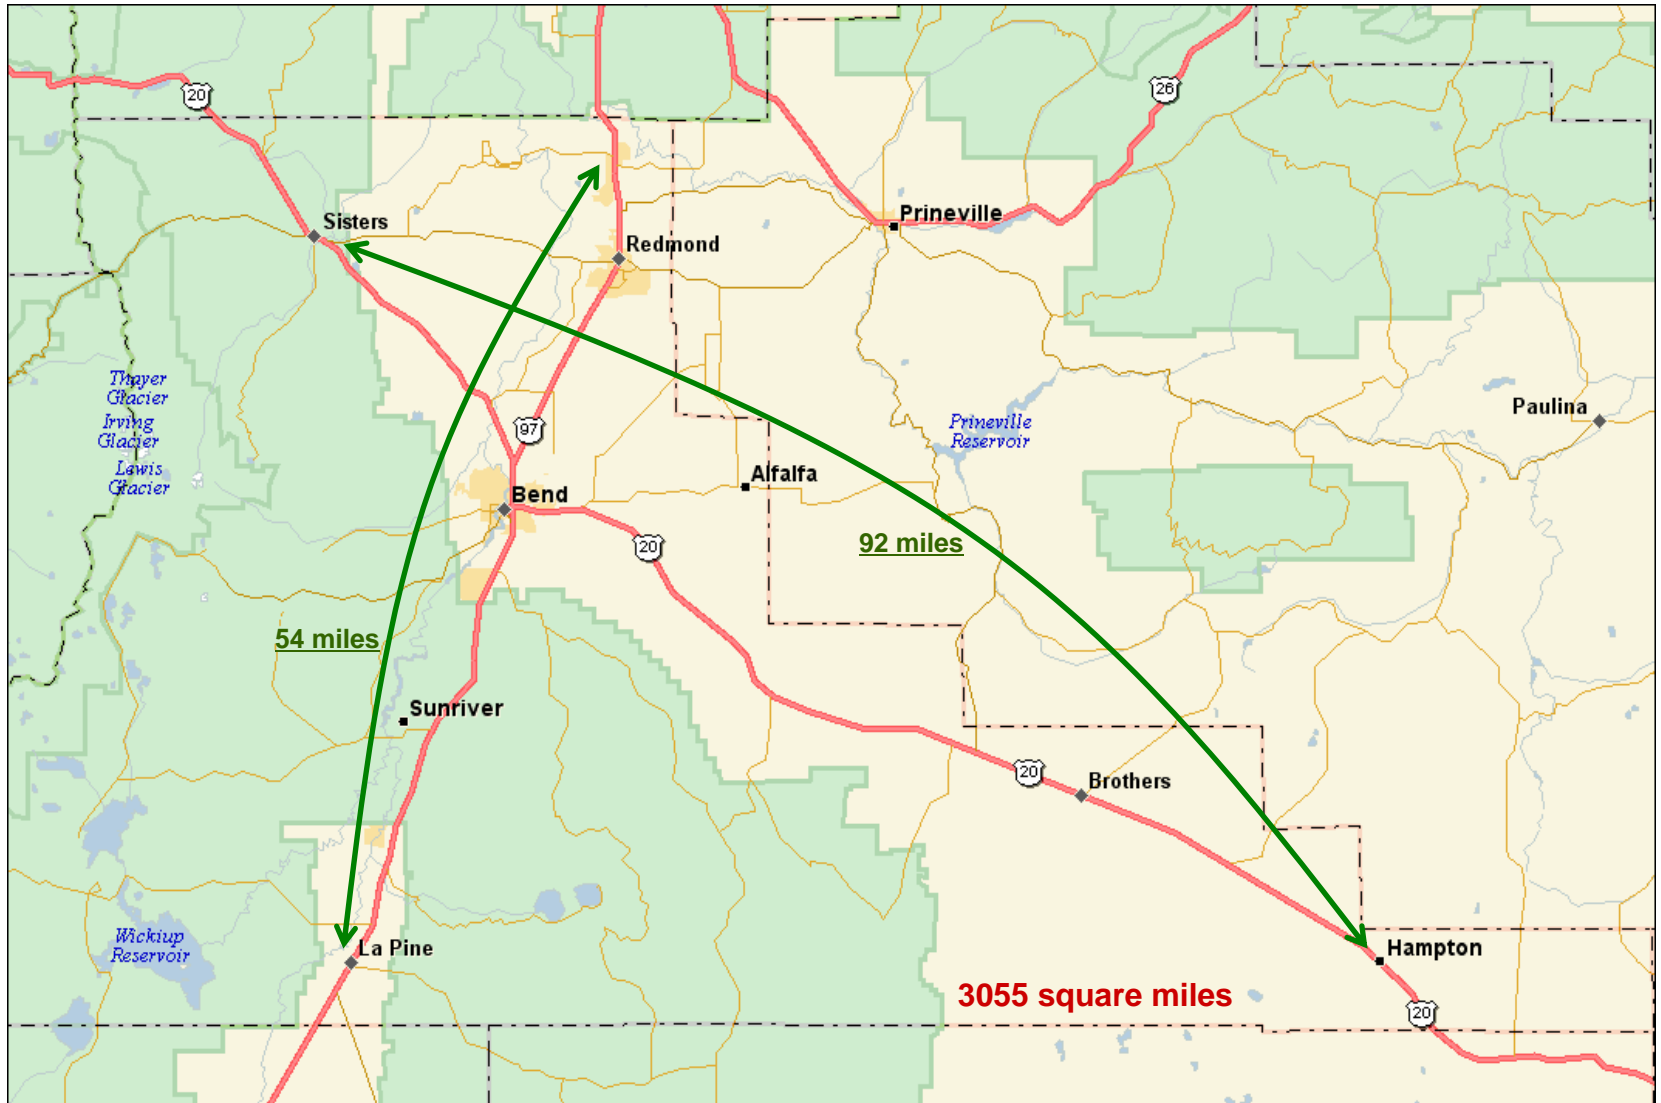 20
26
Sisters
Prineville
Redmond
Thayer
Glacier
Irving
Glacier
Lewis
Glacier
97
Prineville
Reservoir
Paulina
Alfalfa
Bend
20
92 miles
54 miles
Sunriver
20
Brothers
Wickiup
Reservoir
La Pine
Hampton
3055 square miles
20